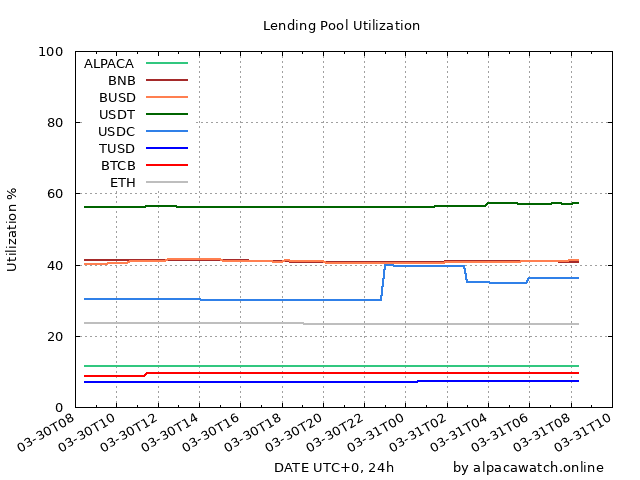 Lending Pool Utilization
100
80
60
40
20
0
Utilization %
ALPACA
BNB
BUSD
USDT
USDC
TUSD
BTCB
ETH
03-30T08
03-30T10
03-30T12
03-30T14
03-30T16
03-30T18
03-30T20
03-30T22
03-31T00
03-31T02
03-31T04
03-31T06
03-31T08
03-31T10
DATE UTC+0, 24h
by alpacawatch.online